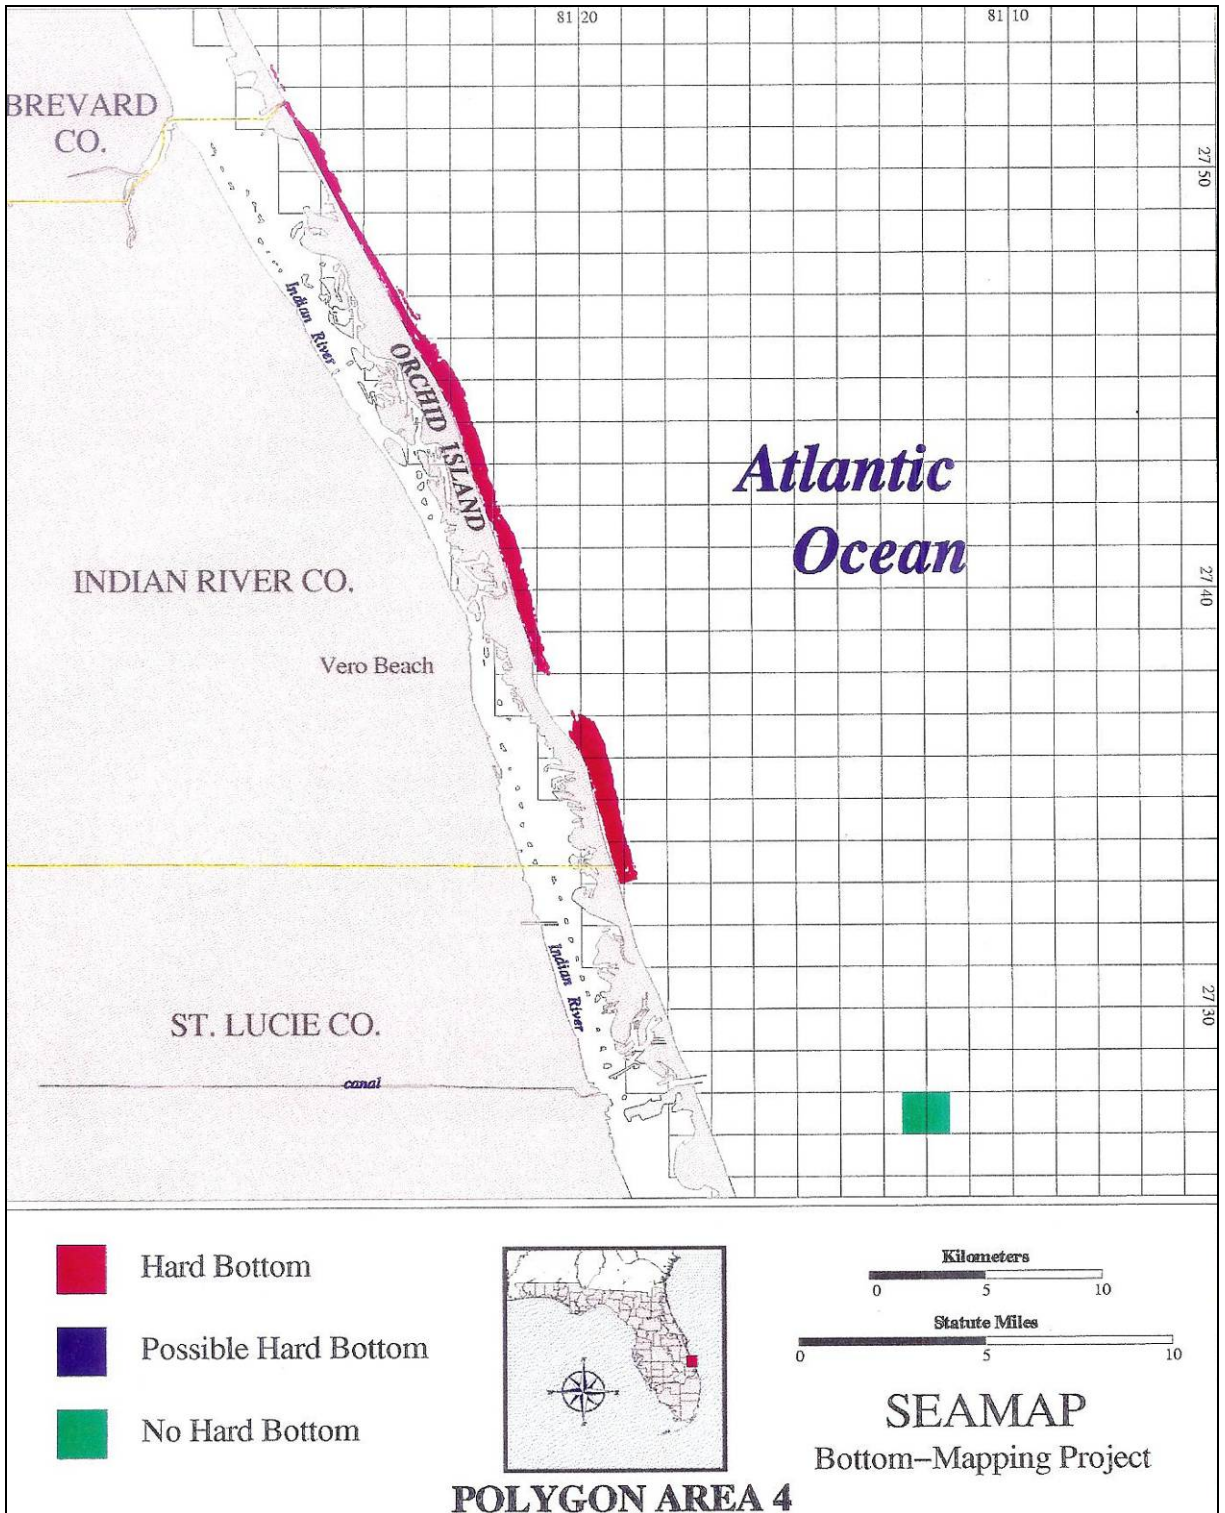 81 20
81 10
BREVARD
CO.
27 50
Indian River
ORCHID ISLAND
Atlantic
Ocean
INDIAN RIVER CO.
27 40
Vero Beach
Indian River
27 30
ST. LUCIE CO.
canal
Hard Bottom
Possible Hard Bottom
No Hard Bottom
Kilometers
0 5 10
Statute Miles
0 5 10
SEAMAP
Bottom–Mapping Project
POLYGON AREA 4